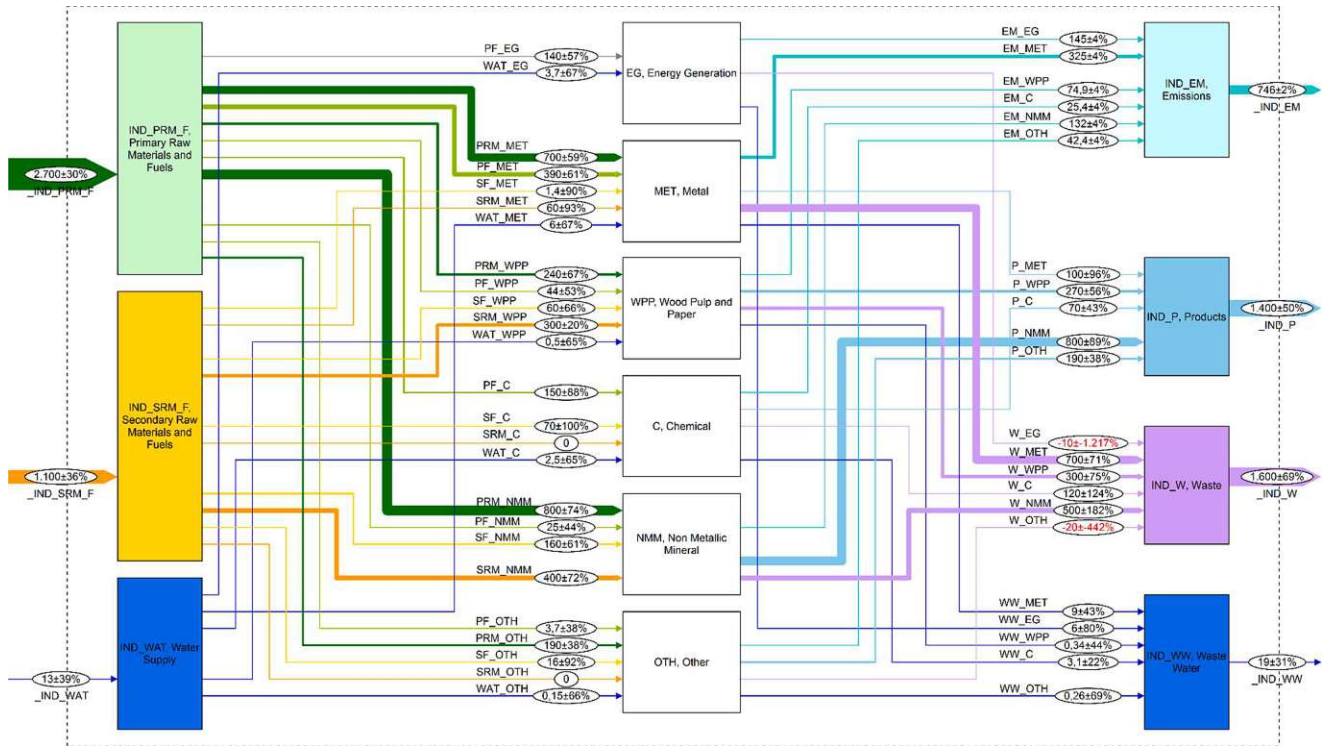 IND_PRM_F,
Primary Raw
Materials and
Fuels
2.700±30%
_IND_PRM_F
IND_SRM_F,
Secondary Raw
Materials and
Fuels
1.100±36%
_IND_SRM_F
IND_WAT, Water
Supply
13±39%
_IND_WAT
PF_EG
140±57%
WAT_EG
3,7±67%
PRM_MET
700±59%
PF_MET
390±61%
SF_MET
1,4±90%
SRM_MET
60±93%
WAT_MET
6±67%
PRM_WPP
240±67%
PF_WPP
44±53%
SF_WPP
60±66%
SRM_WPP
300±20%
WAT_WPP
0,5±65%
PF_C
150±88%
SF_C
70±100%
SRM_C
0
WAT_C
2,5±65%
PRM_NMM
800±74%
PF_NMM
25±44%
SF_NMM
160±61%
SRM_NMM
400±72%
PF_OTH
3,7±38%
PRM_OTH
190±38%
SF_OTH
16±92%
SRM_OTH
0
WAT_OTH
0,15±66%
EG, Energy Generation
MET, Metal
WPP, Wood Pulp and
Paper
C, Chemical
NMM, Non Metallic
Mineral
OTH, Other
EM_EG
145±4%
EM_MET
325±4%
EM_WPP
74,9±4%
EM_C
25,4±4%
EM_NMM
132±4%
EM_OTH
42,4±4%
P_MET
100±96%
P_WPP
270±56%
P_C
70±43%
P_NMM
800±89%
P_OTH
190±38%
W_EG
-10±-1.217%
W_MET
700±71%
W_WPP
300±75%
W_C
120±124%
W_NMM
500±182%
W_OTH
-20±-442%
WW_MET
9±43%
WW_EG
6±80%
WW_WPP
0,34±44%
WW_C
3,1±22%
WW_OTH
0,26±69%
IND_EM,
Emissions
746±2%
_IND_EM
IND_P, Products
1.400±50%
_IND_P
IND_W, Waste
1.600±69%
_IND_W
IND_WW, Waste
Water
19±31%
_IND_WW